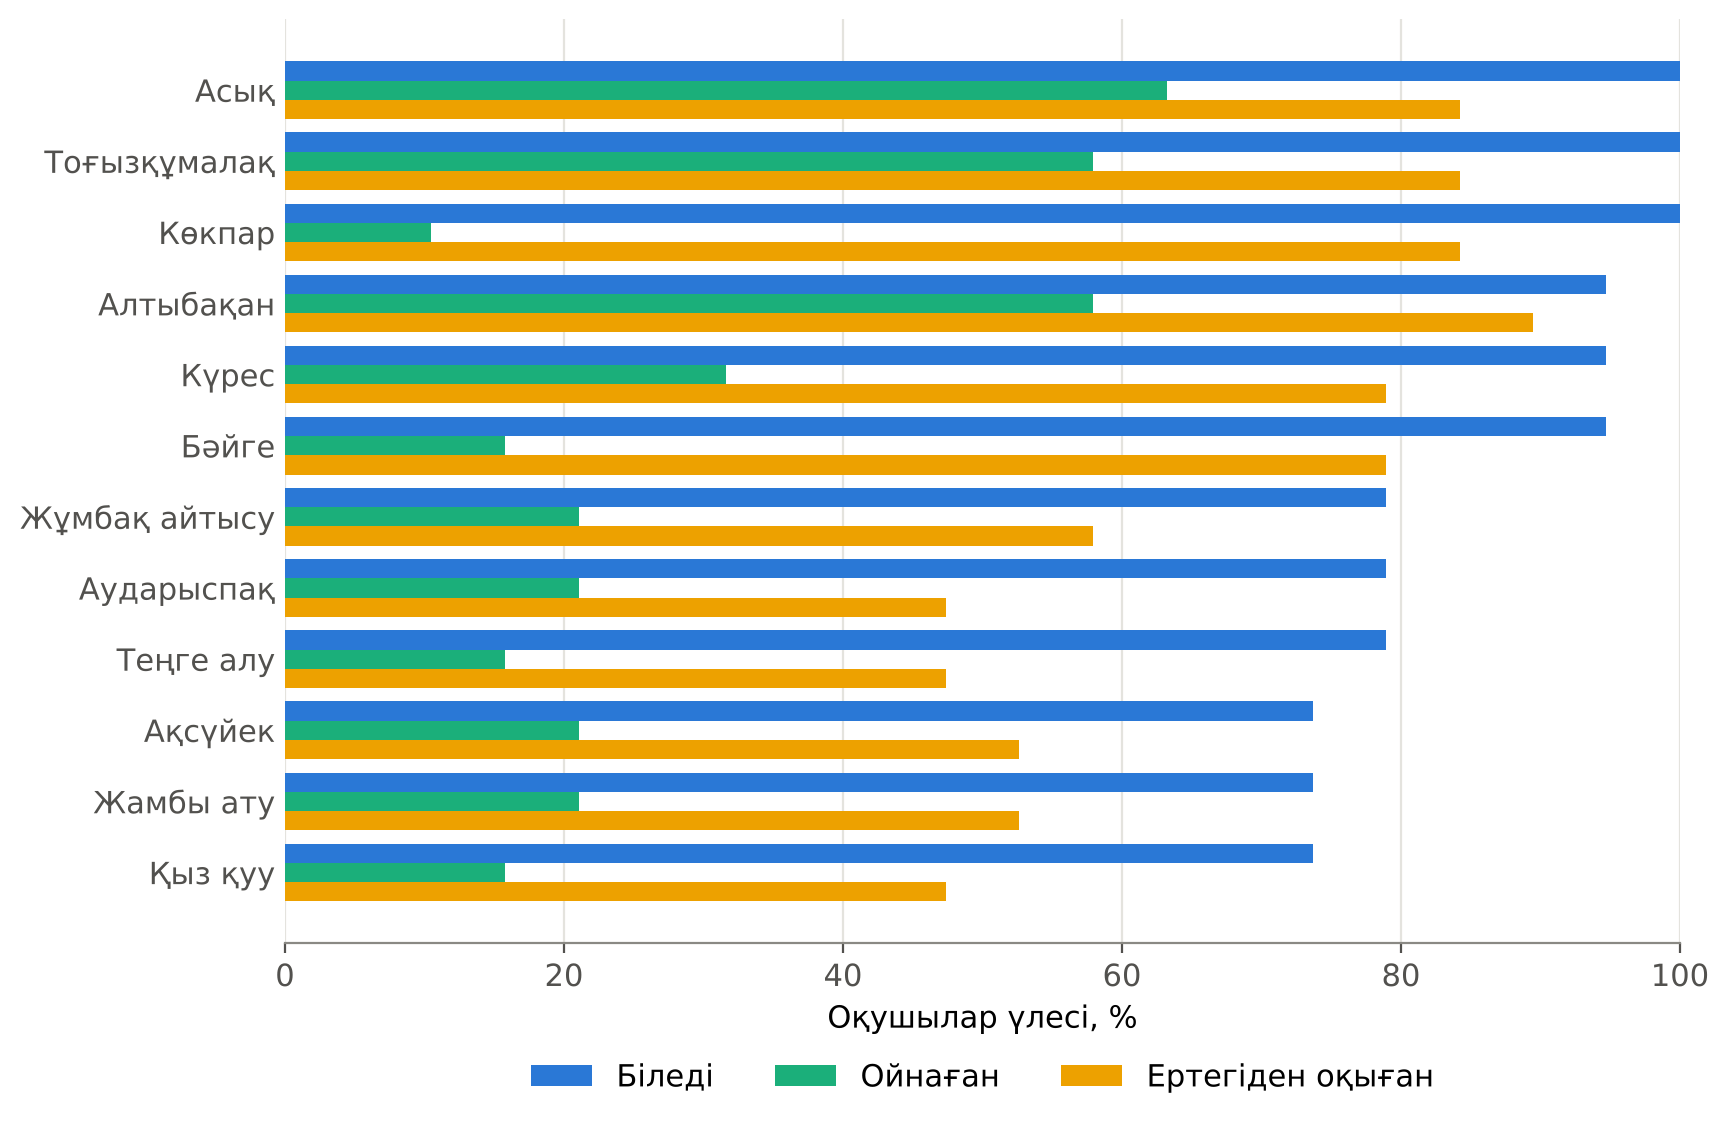 Асық
Тоғызқұмалақ
Көкпар
Алтыбақан
Күрес
Бәйге
Жұмбақ айтысу
Аударыспақ
Теңге алу
Ақсүйек
Жамбы ату
Қыз қуу
0 20 40 60 80 100
Оқушылар үлесі, %
Біледі Ойнаған Ертегіден оқыған